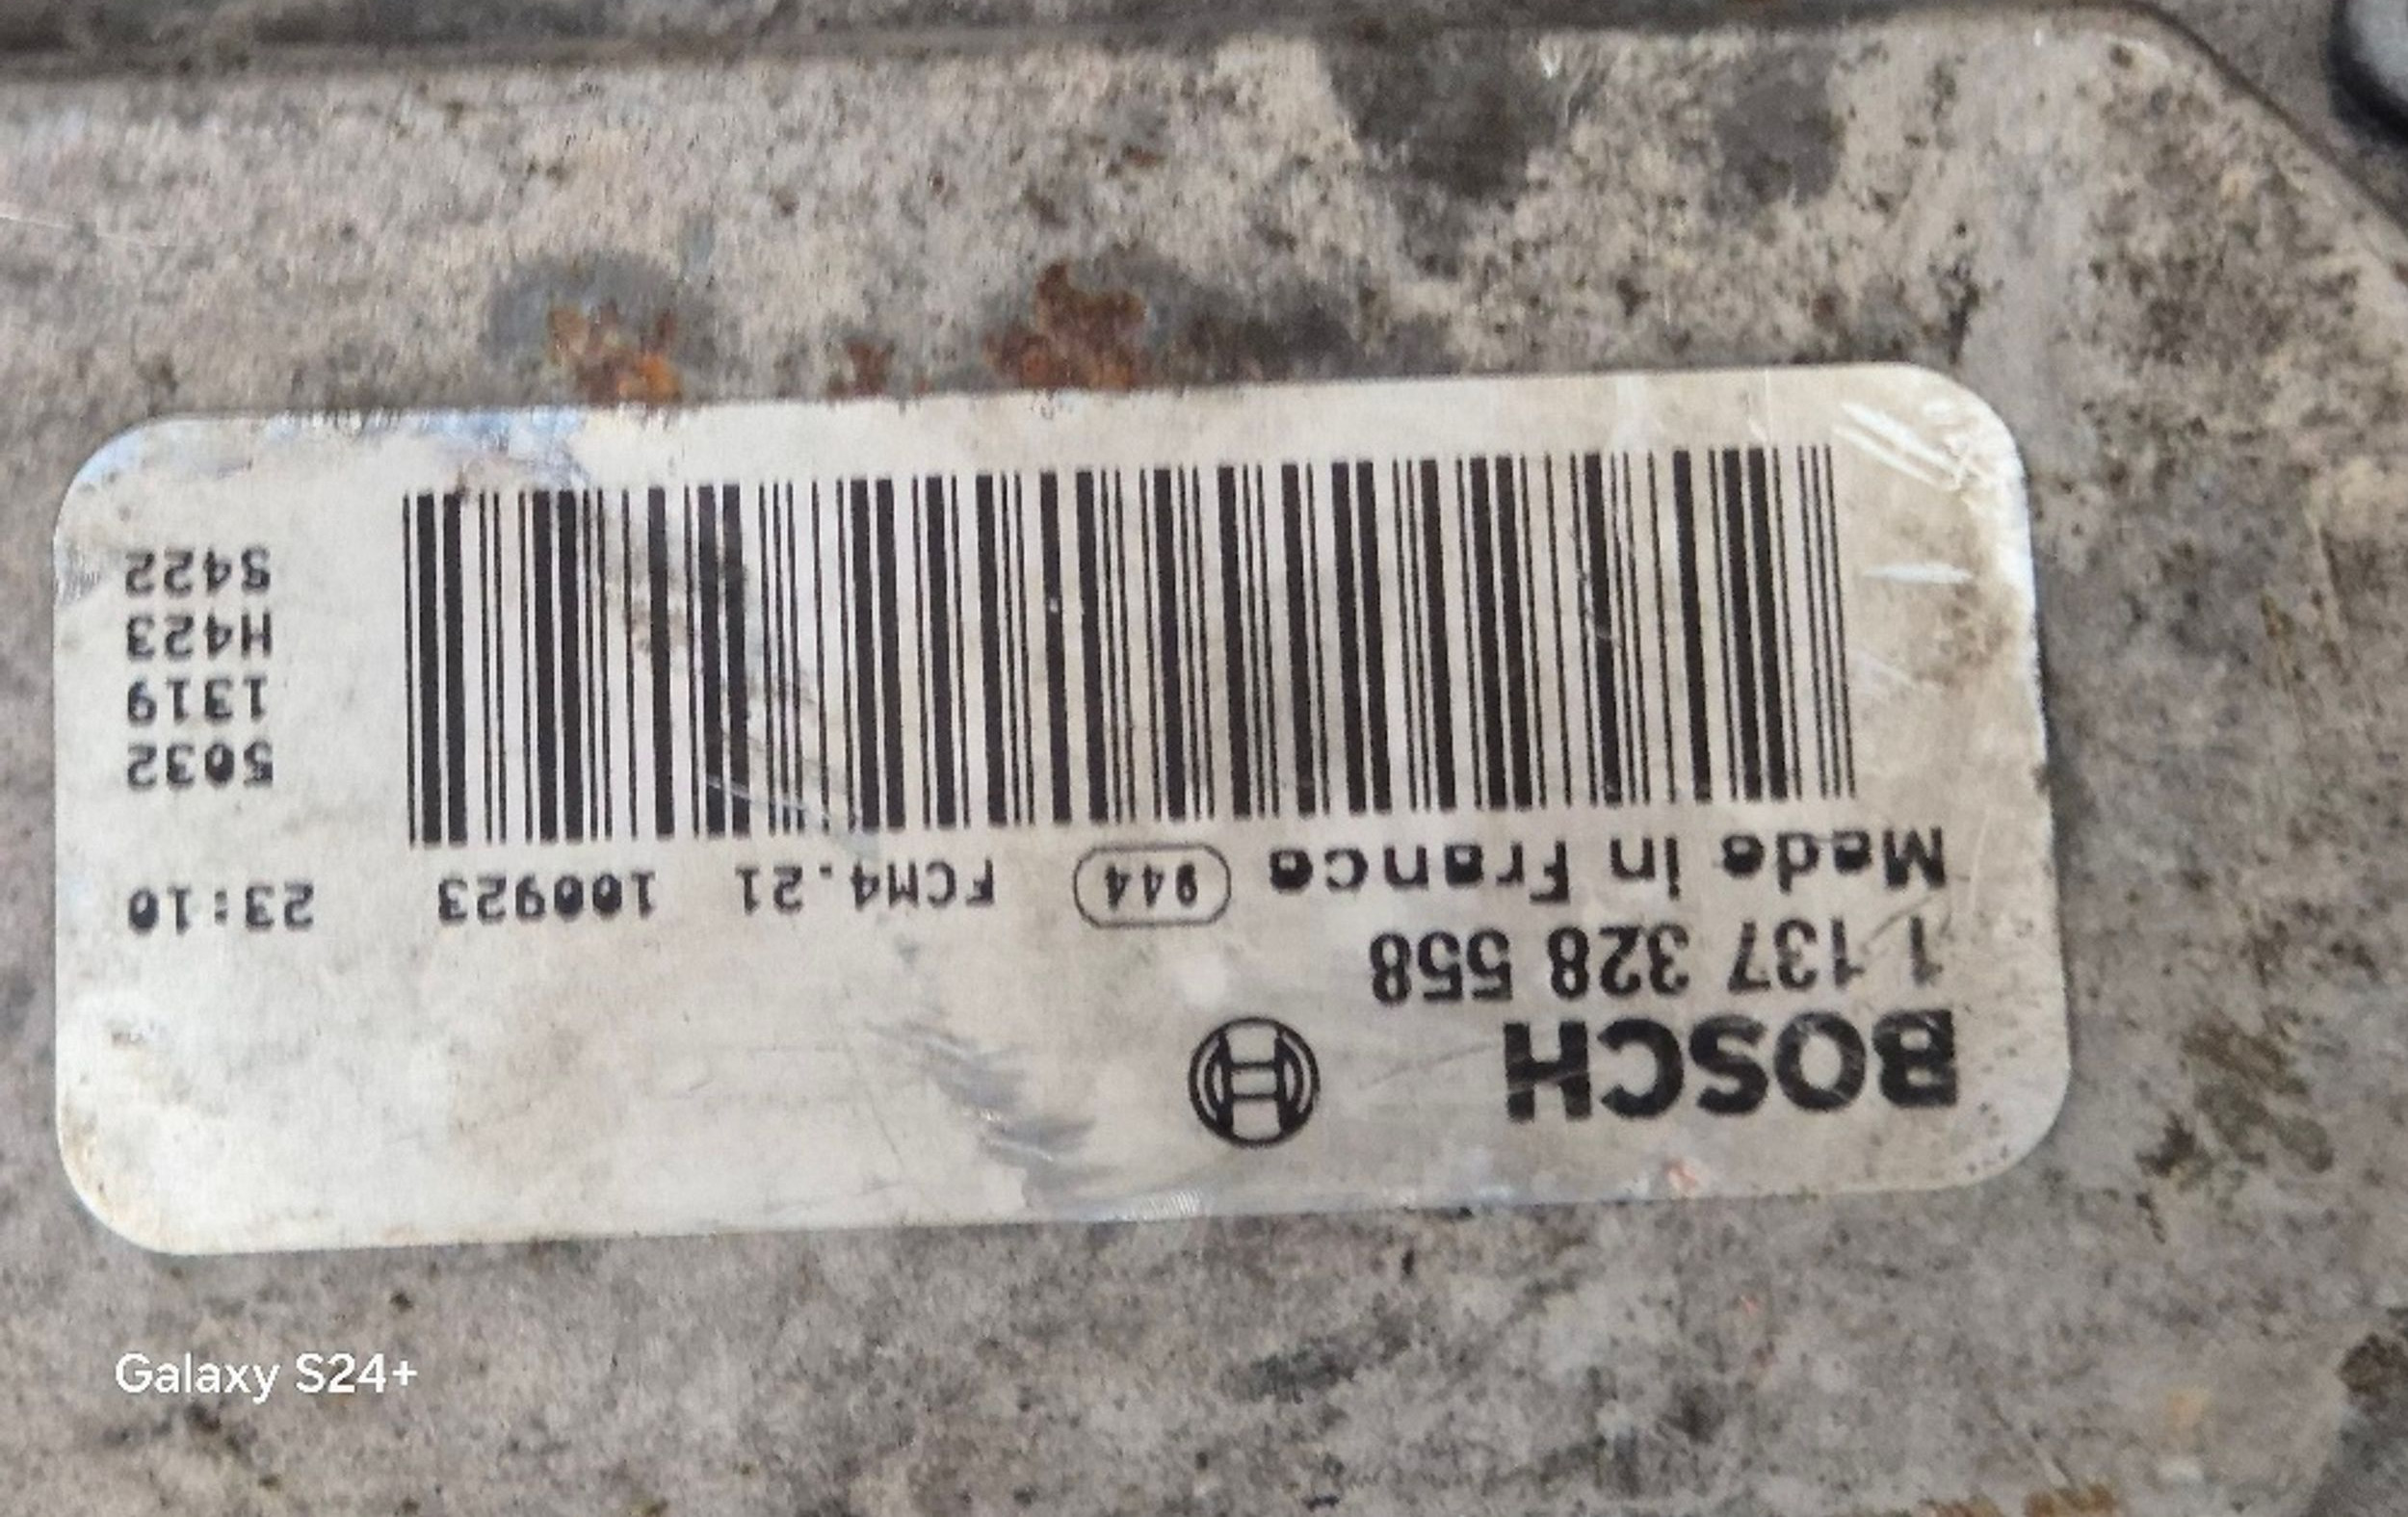 BOSCH
1 137 328 558
Made in France 944 FCM4.21 100923 23:10
5032
1319
H423
S422
Galaxy S24+